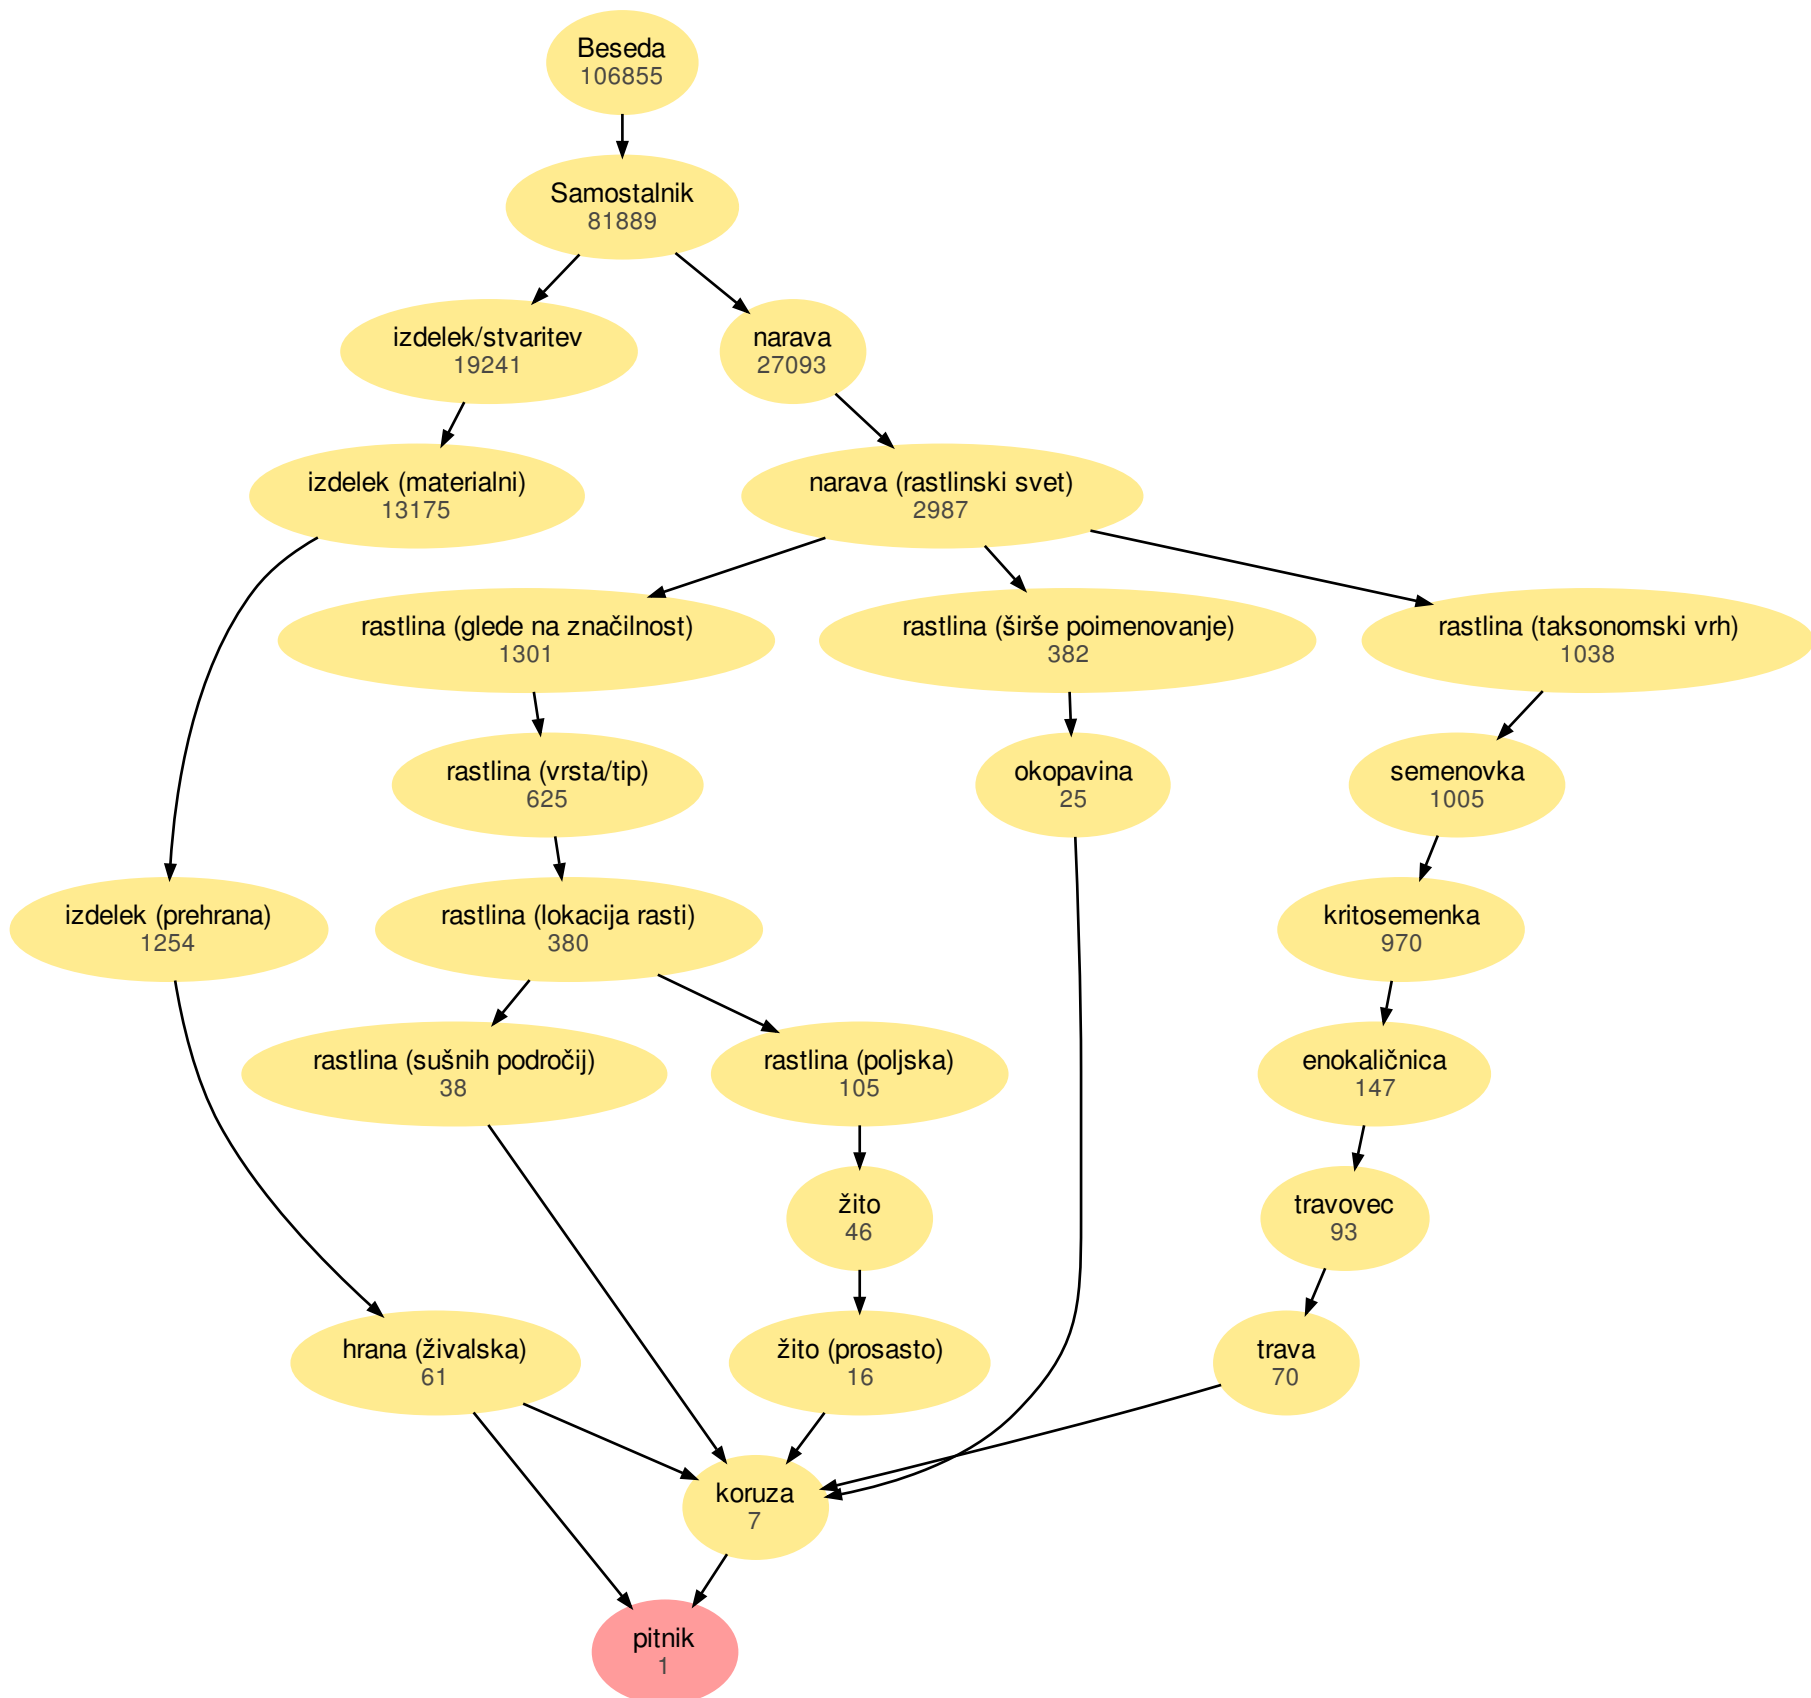 Beseda
106855
Samostalnik
81889
izdelek/stvaritev
19241
narava
27093
izdelek (materialni)
13175
narava (rastlinski svet)
2987
rastlina (glede na značilnost)
1301
rastlina (širše poimenovanje)
382
rastlina (taksonomski vrh)
1038
rastlina (vrsta/tip)
625
okopavina
25
semenovka
1005
izdelek (prehrana)
1254
rastlina (lokacija rasti)
380
kritosemenka
970
rastlina (sušnih področij)
38
rastlina (poljska)
105
enokaličnica
147
žito
46
travovec
93
hrana (živalska)
61
žito (prosasto)
16
trava
70
koruza
7
pitnik
1